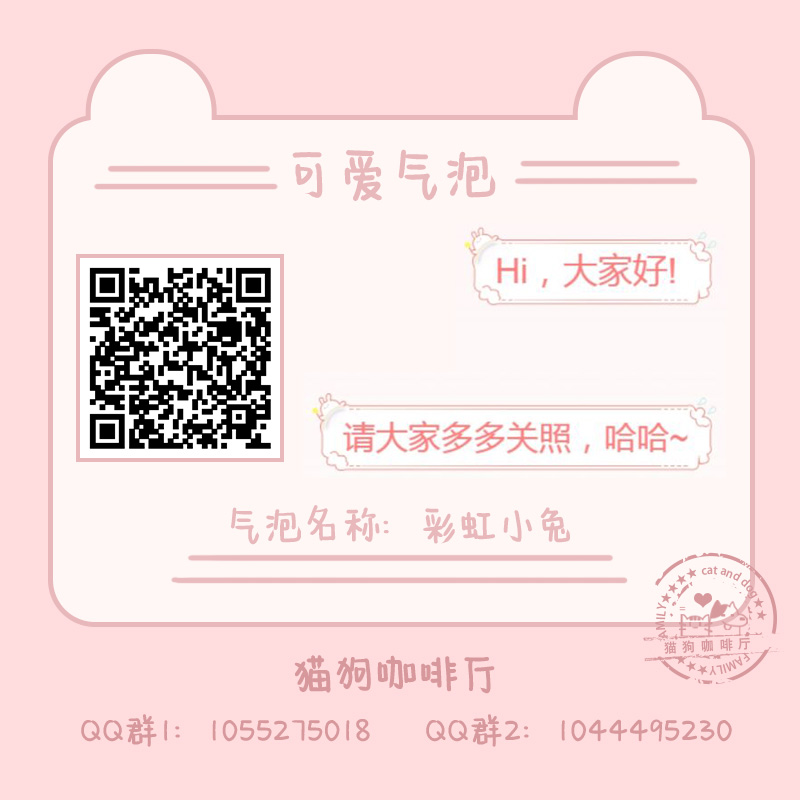 可爱气泡
Hi，大家好!
请大家多多关照，哈哈~
气泡名称: 彩虹小兔
cat and dog
FAMILY★★★★
猫狗咖啡厅
★★★★★FAMILY★★
猫狗咖啡厅
QQ群1: 1055275018 QQ群2: 1044495230